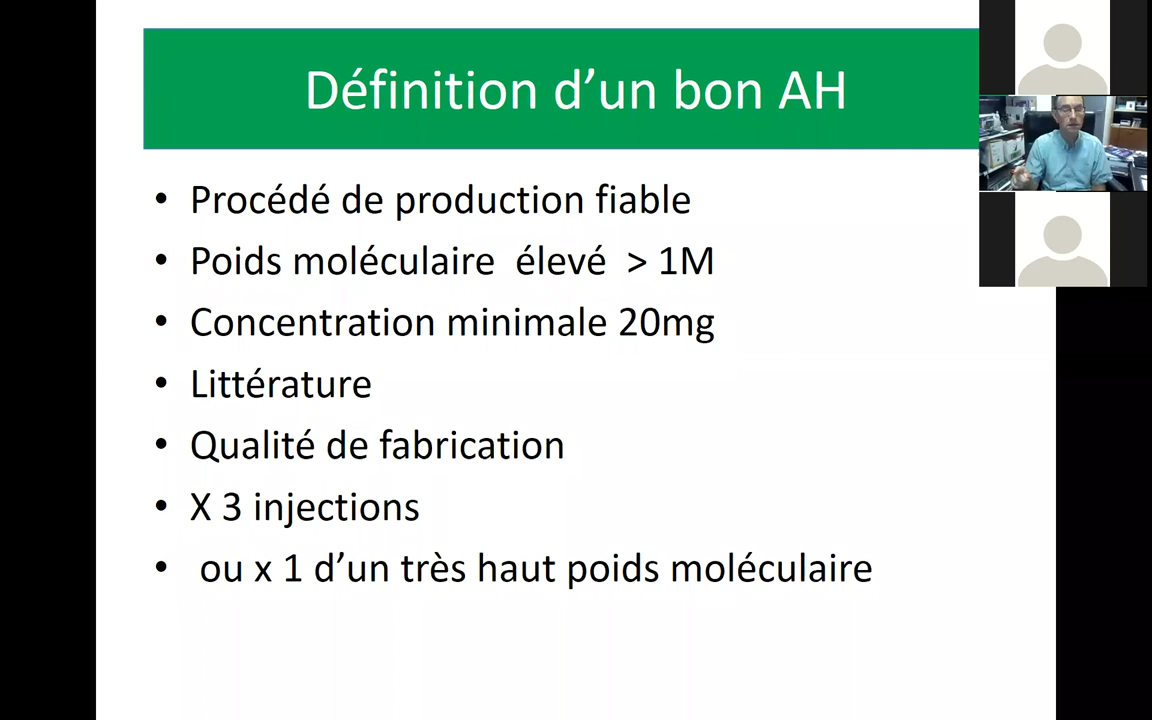 Définition d’un bon AH
• Procédé de production fiable
• Poids moléculaire élevé > 1M
• Concentration minimale 20mg
• Littérature
• Qualité de fabrication
• X 3 injections
• ou x 1 d’un très haut poids moléculaire